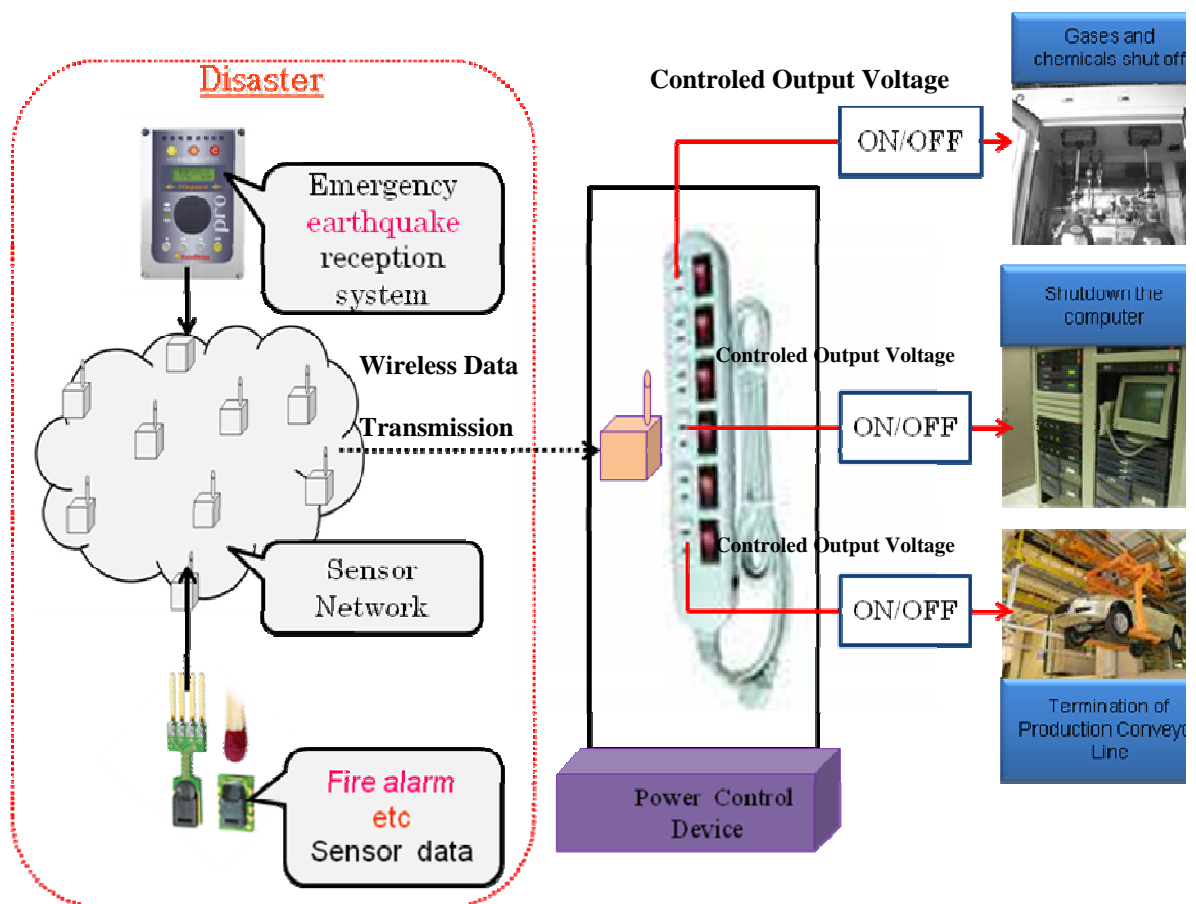 Disaster
Emergency
earthquake
reception
system
Wireless Data
Transmission
Sensor
Network
Fire alarm
etc
Sensor data
Controled Output Voltage
ON/OFF
Gases and
chemicals shut off
Controled Output Voltage
ON/OFF
Shutdown the
computer
Controled Output Voltage
ON/OFF
Termination of
Production Conveyo
Line
Power Control
Device
pro